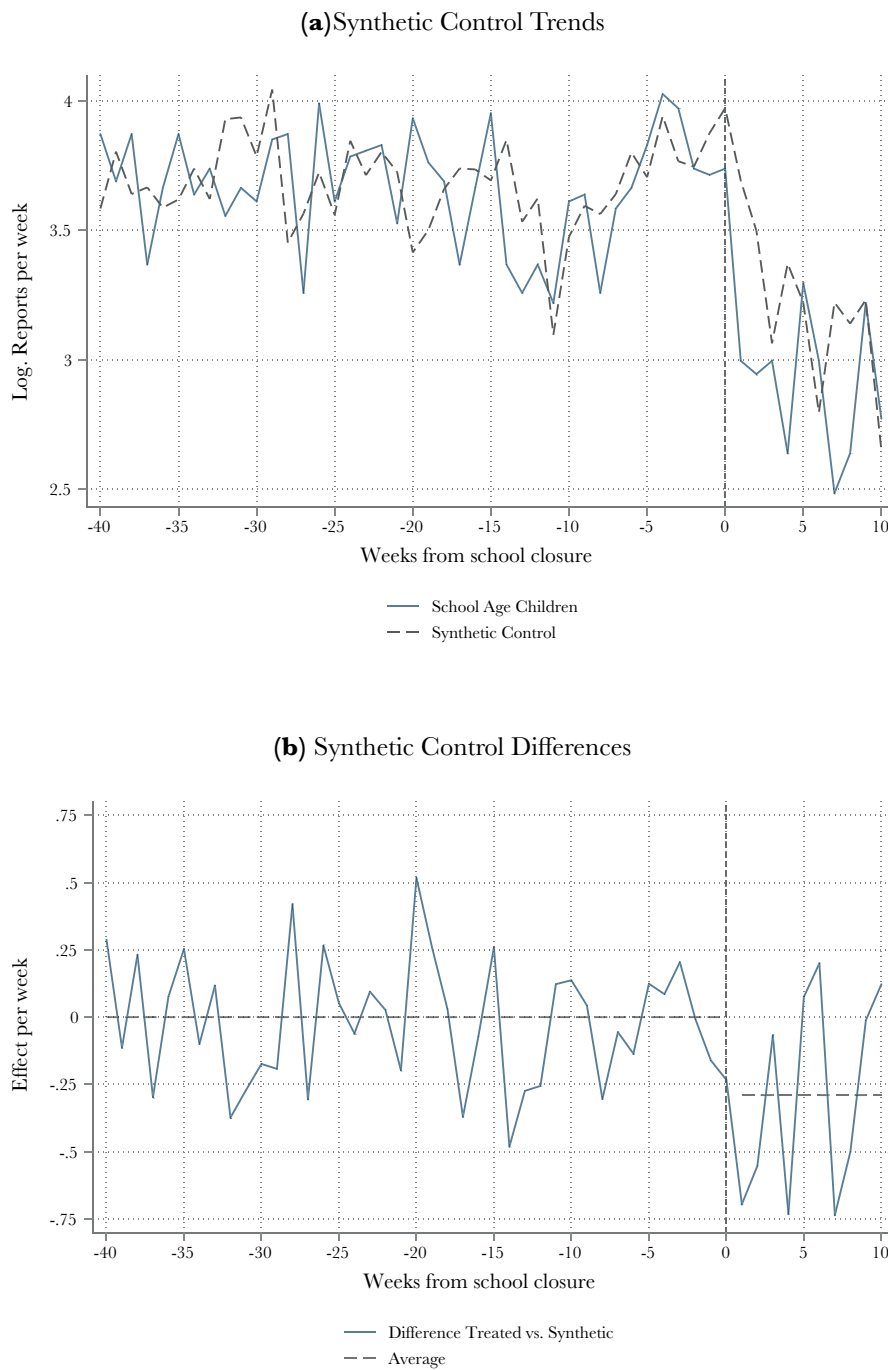 (a)Synthetic Control Trends
Log. Reports per week
4
3.5
3
2.5
-40 -35 -30 -25 -20 -15 -10 -5 0 5 10
Weeks from school closure
School Age Children
Synthetic Control
(b) Synthetic Control Differences
Effect per week
.75
.5
.25
0
-.25
-.5
-.75
-40 -35 -30 -25 -20 -15 -10 -5 0 5 10
Weeks from school closure
Difference Treated vs. Synthetic
Average